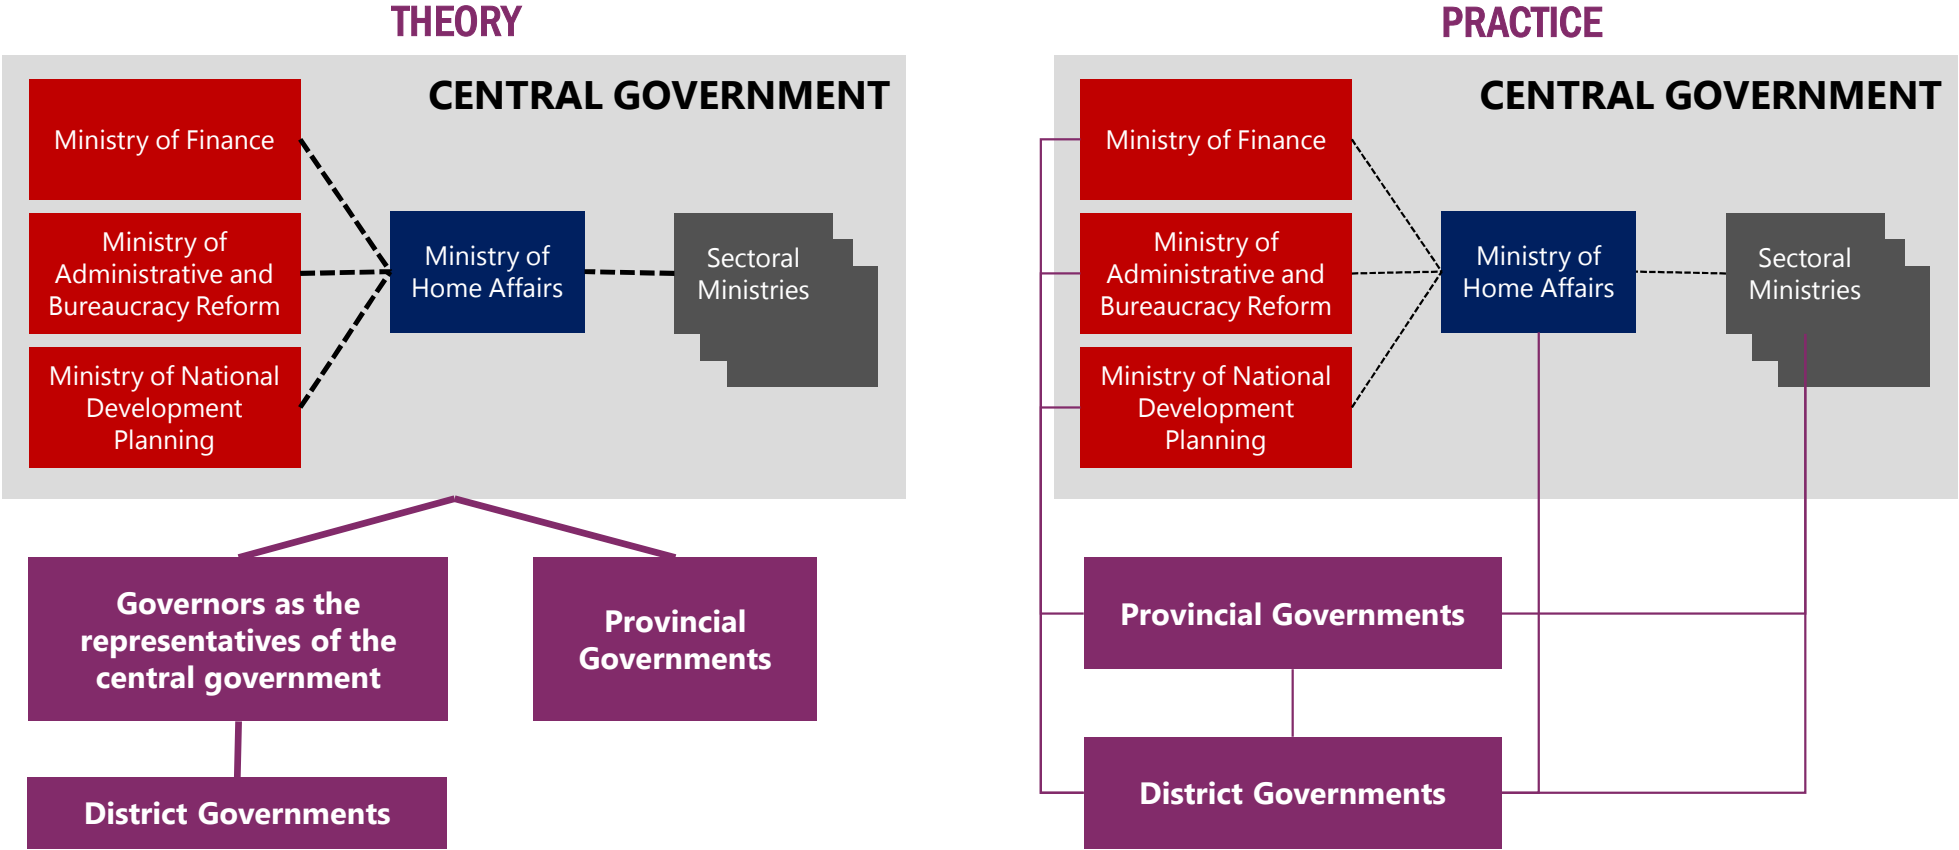 THEORY
CENTRAL GOVERNMENT
Ministry of Finance
Ministry of
Administrative and
Bureaucracy Reform
Ministry of National
Development
Planning
Ministry of
Home Affairs
Sectoral
Ministries
Governors as the
representatives of the
central government
Provincial
Governments
District Governments
PRACTICE
CENTRAL GOVERNMENT
Ministry of Finance
Ministry of
Administrative and
Bureaucracy Reform
Ministry of National
Development
Planning
Ministry of
Home Affairs
Sectoral
Ministries
Provincial Governments
District Governments